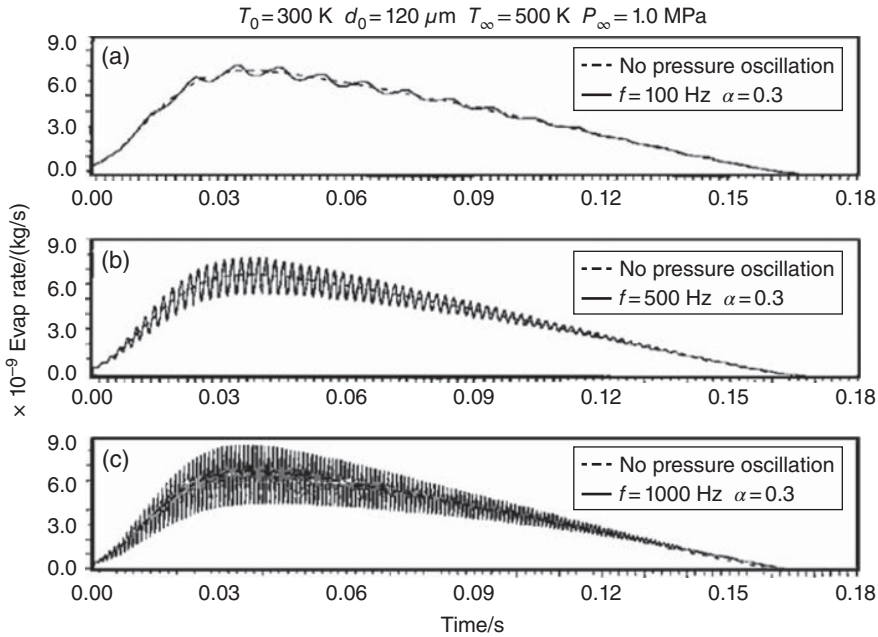 T₀=300 K d₀=120 μm T∞=500 K P∞=1.0 MPa
× 10⁻⁹ Evap rate/(kg/s)
(a)
9.0
6.0
3.0
0.0
No pressure oscillation
f=100 Hz α=0.3
0.00 0.03 0.06 0.09 0.12 0.15 0.18
(b)
9.0
6.0
3.0
0.0
No pressure oscillation
f=500 Hz α=0.3
0.00 0.03 0.06 0.09 0.12 0.15 0.18
(c)
9.0
6.0
3.0
0.0
No pressure oscillation
f=1000 Hz α=0.3
0.00 0.03 0.06 0.09 0.12 0.15 0.18
Time/s